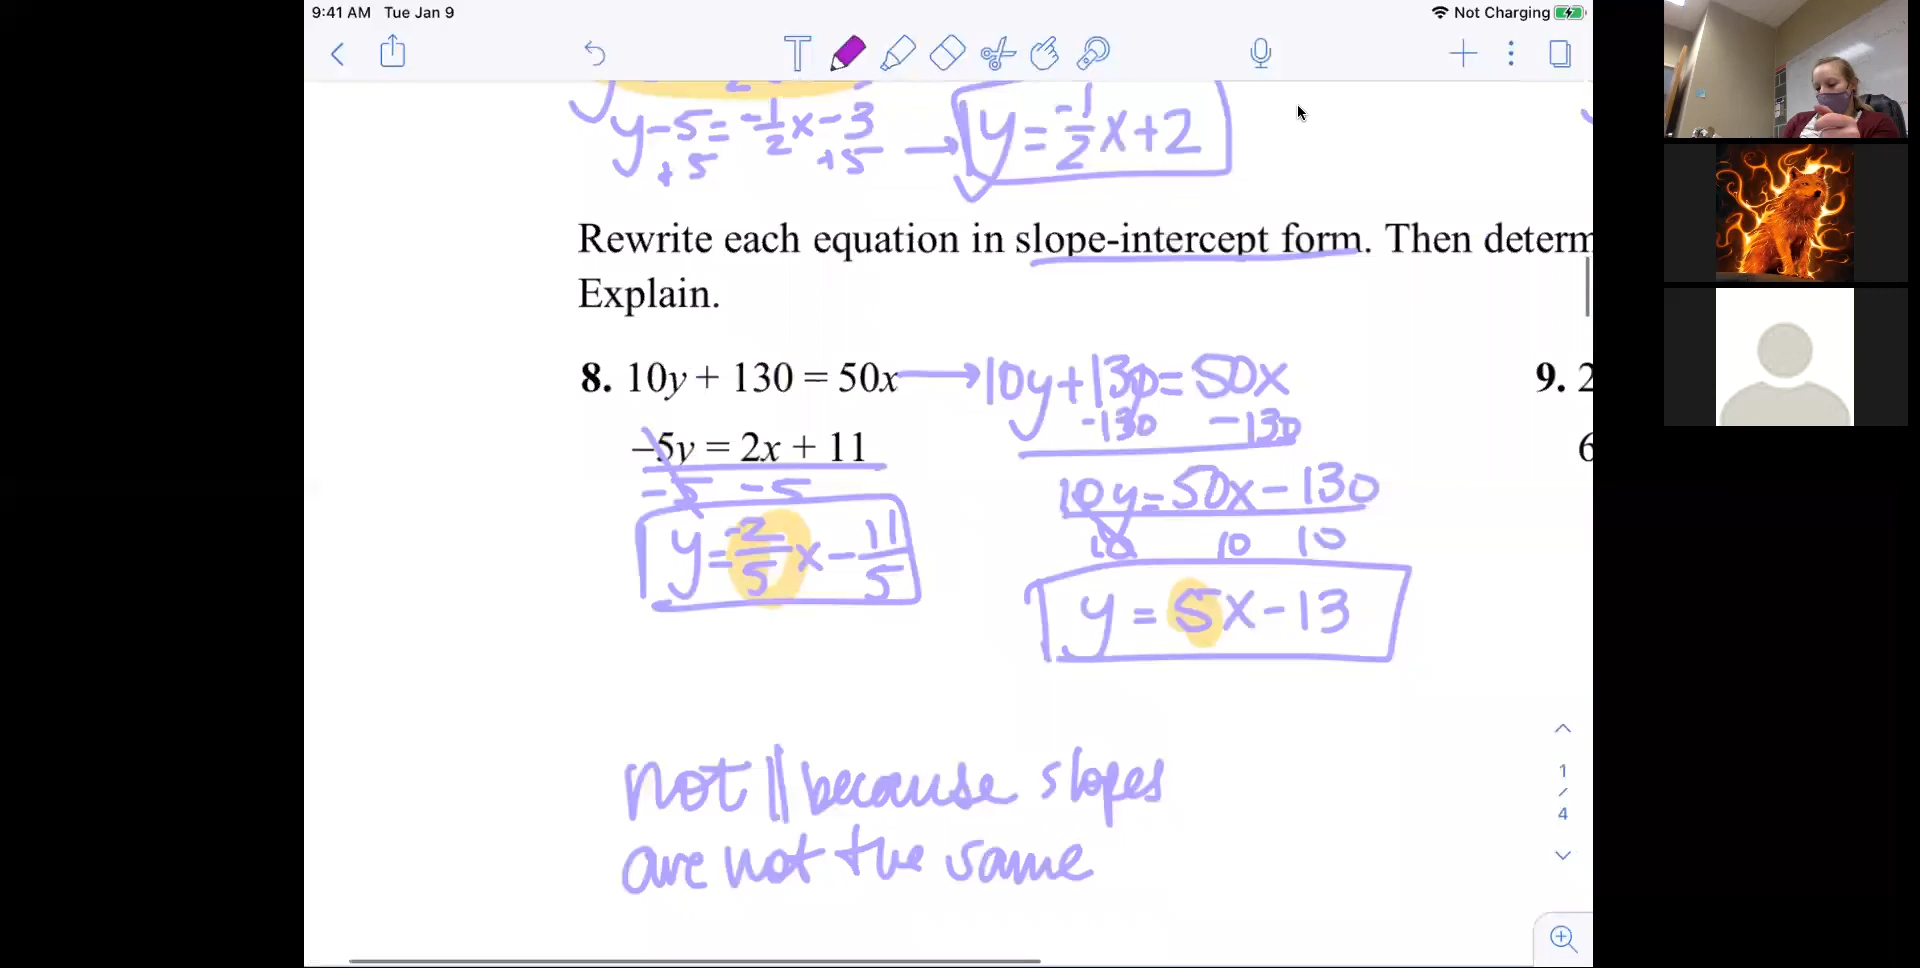 9:41 AM Tue Jan 9
Not Charging
y-5=-1/2x-3 → y=-1/2x+2
+5 +5
Rewrite each equation in slope-intercept form. Then determ
Explain.
8. 10y + 130 = 50x → 10y+130=50x
-130 -130
9. 2
–5y = 2x + 11
6
-5 -5
10y=50x-130
10 10 10
y=-2/5x-11/5
y=5x-13
not || because slopes
are not the same
1
/
4